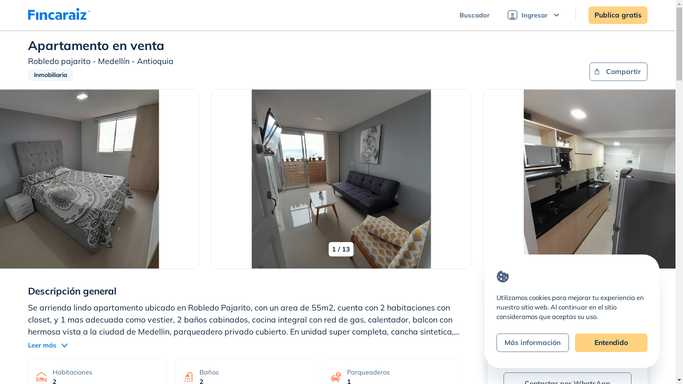 Fincaraiz
Buscador
Ingresar
Publica gratis
Apartamento en venta
Robledo pajarito - Medellín - Antioquia
Inmobiliaria
Compartir
1 / 13
Descripción general
Se arrienda lindo apartamento ubicado en Robledo Pajarito, con un area de 55m2, cuenta con 2 habitaciones con
closet, y 1 mas adecuada como vestier, 2 baños cabinados, cocina integral con red de gas, calentador, balcon con
hermosa vista a la ciudad de Medellin, parqueadero privado cubierto. En unidad super completa, cancha sintetica,...
Leer más
Habitaciones
2
Baños
2
Parqueaderos
1
Utilizamos cookies para mejorar tu experiencia en
nuestro sitio web. Al continuar en el sitio
consideramos que aceptas su uso.
Más información
Entendido
Contactar por WhatsApp